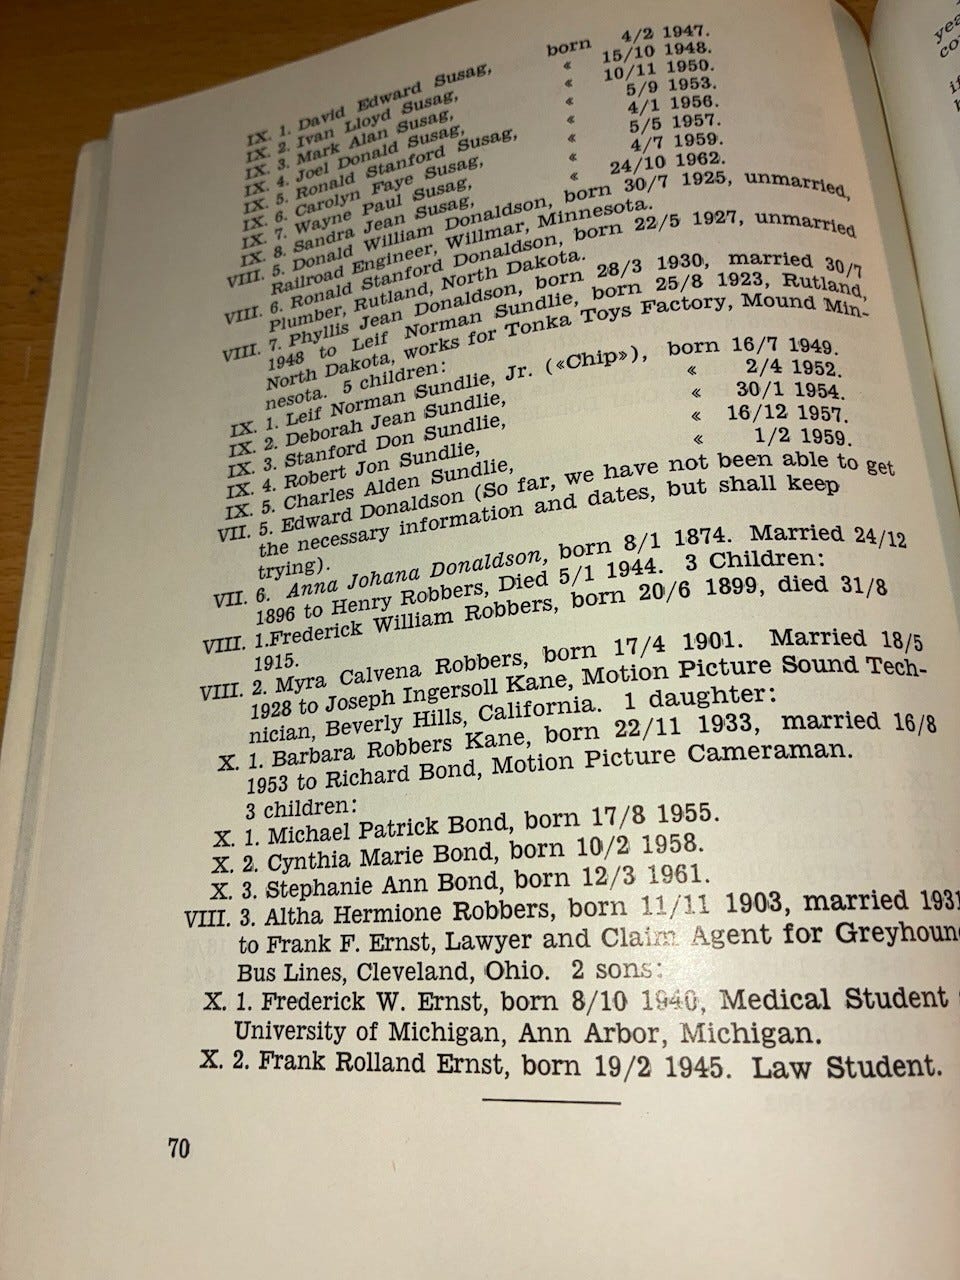 IX. 1. David Edward Susag, born 4/2 1947.
IX. 2. Ivan Lloyd Susag, « 15/10 1948.
IX. 3. Mark Alan Susag, « 10/11 1950.
IX. 4. Joel Donald Susag, « 5/9 1953.
IX. 5. Ronald Stanford Susag, « 4/1 1956.
IX. 6. Carolyn Faye Susag, « 5/5 1957.
IX. 7. Wayne Paul Susag, « 4/7 1959.
IX. 8. Sandra Jean Susag, « 24/10 1962.
VIII. 5. Donald William Donaldson, born 30/7 1925, unmarried,
Railroad Engineer, Willmar, Minnesota.
VIII. 6. Ronald Stanford Donaldson, born 22/5 1927, unmarried
Plumber, Rutland, North Dakota.
VIII. 7. Phyllis Jean Donaldson, born 28/3 1930, married 30/7
1948 to Leif Norman Sundlie, born 25/8 1923, Rutland,
North Dakota, works for Tonka Toys Factory, Mound Min-
nesota. 5 children:
IX. 1. Leif Norman Sundlie, Jr. («Chip»), born 16/7 1949.
IX. 2. Deborah Jean Sundlie, « 2/4 1952.
IX. 3. Stanford Don Sundlie, « 30/1 1954.
IX. 4. Robert Jon Sundlie, « 16/12 1957.
IX. 5. Charles Alden Sundlie, « 1/2 1959.
VII. 5. Edward Donaldson (So far, we have not been able to get
the necessary information and dates, but shall keep
trying).
VII. 6. Anna Johana Donaldson, born 8/1 1874. Married 24/12
1896 to Henry Robbers, Died 5/1 1944. 3 Children:
VIII. 1.Frederick William Robbers, born 20/6 1899, died 31/8
1915.
VIII. 2. Myra Calvena Robbers, born 17/4 1901. Married 18/5
1928 to Joseph Ingersoll Kane, Motion Picture Sound Tech-
nician, Beverly Hills, California. 1 daughter:
X. 1. Barbara Robbers Kane, born 22/11 1933, married 16/8
1953 to Richard Bond, Motion Picture Cameraman.
3 children:
X. 1. Michael Patrick Bond, born 17/8 1955.
X. 2. Cynthia Marie Bond, born 10/2 1958.
X. 3. Stephanie Ann Bond, born 12/3 1961.
VIII. 3. Altha Hermione Robbers, born 11/11 1903, married 1931
to Frank F. Ernst, Lawyer and Claim Agent for Greyhoun
Bus Lines, Cleveland, Ohio. 2 sons:
X. 1. Frederick W. Ernst, born 8/10 1940, Medical Student
University of Michigan, Ann Arbor, Michigan.
X. 2. Frank Rolland Ernst, born 19/2 1945. Law Student.
70